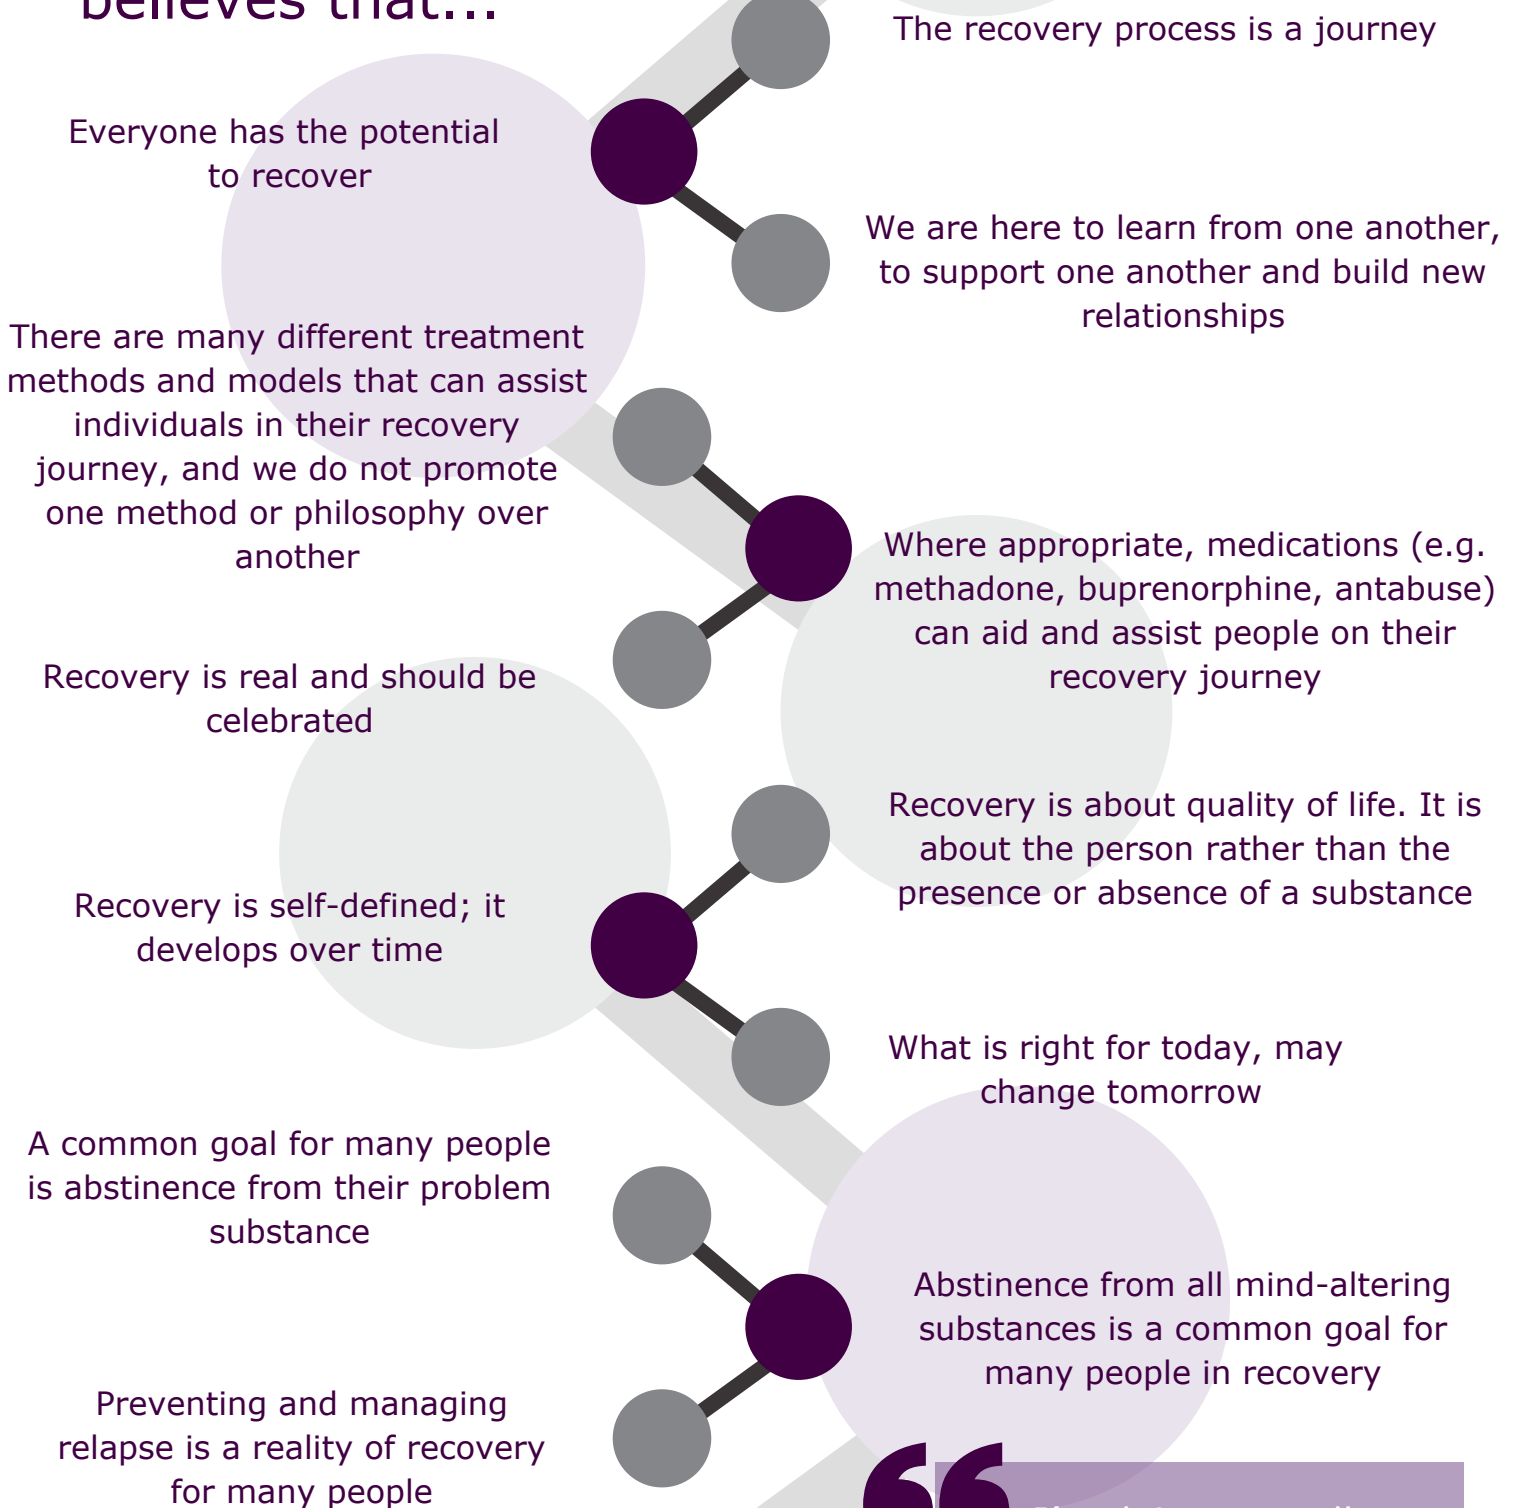 believes that...
The recovery process is a journey
Everyone has the potential
to recover
We are here to learn from one another,
to support one another and build new
relationships
There are many different treatment
methods and models that can assist
individuals in their recovery
journey, and we do not promote
one method or philosophy over
another
Where appropriate, medications (e.g.
methadone, buprenorphine, antabuse)
can aid and assist people on their
recovery journey
Recovery is real and should be
celebrated
Recovery is about quality of life. It is
about the person rather than the
presence or absence of a substance
Recovery is self-defined; it
develops over time
What is right for today, may
change tomorrow
A common goal for many people
is abstinence from their problem
substance
Abstinence from all mind-altering
substances is a common goal for
many people in recovery
Preventing and managing
relapse is a reality of recovery
for many people
“